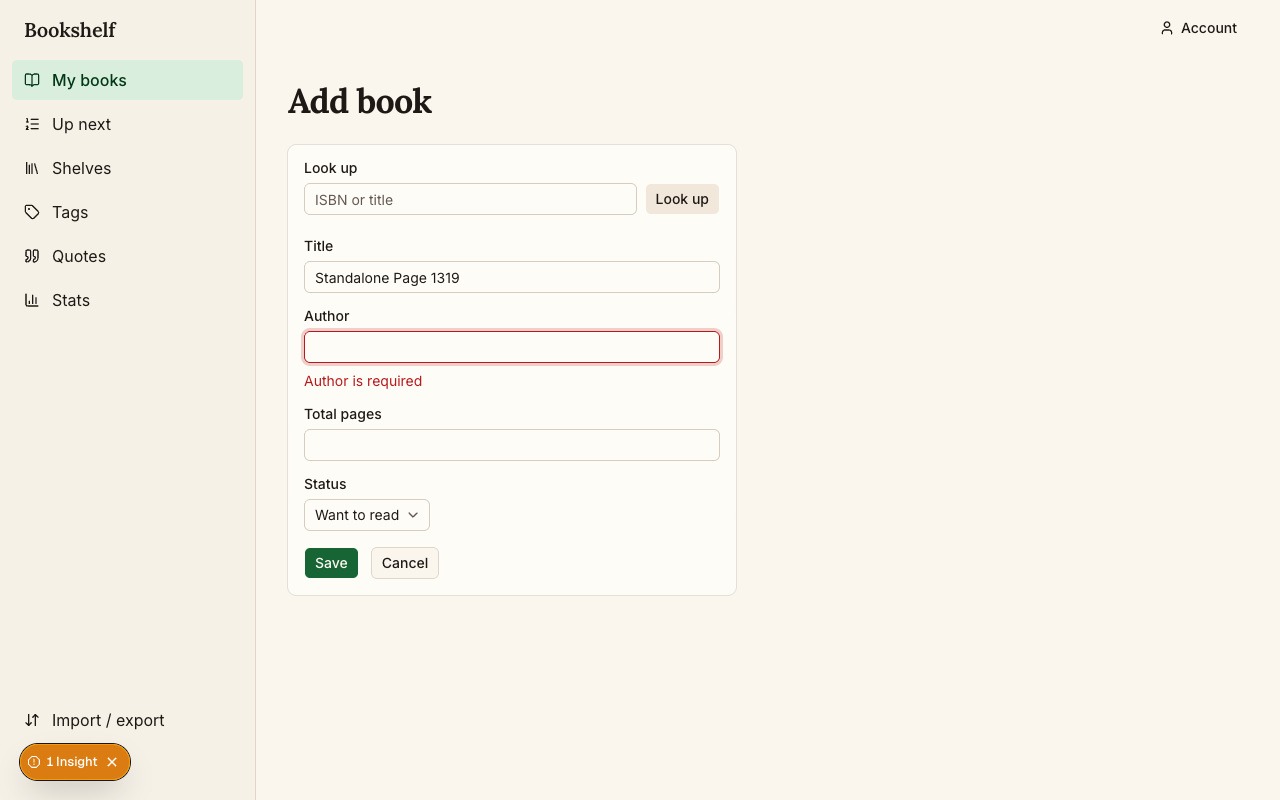 Bookshelf
My books
Up next
Shelves
Tags
Quotes
Stats
Import / export
1 Insight
Account
Add book
Look up
ISBN or title
Look up
Title
Standalone Page 1319
Author
Author is required
Total pages
Status
Want to read
Save
Cancel